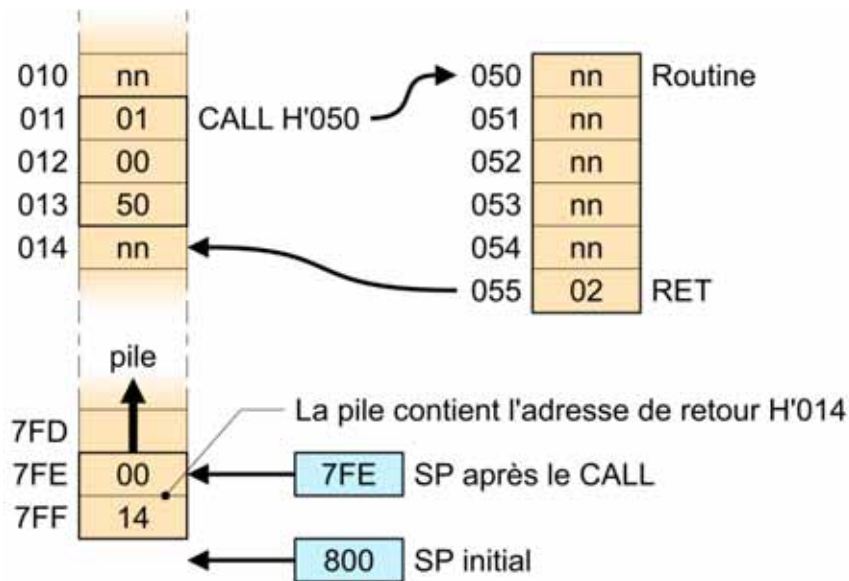 010 nn
011 01 CALL H'050
012 00
013 50
014 nn
050 nn Routine
051 nn
052 nn
053 nn
054 nn
055 02 RET
pile
La pile contient l'adresse de retour H'014
7FD
7FE 00 7FE SP après le CALL
7FF 14
800 SP initial